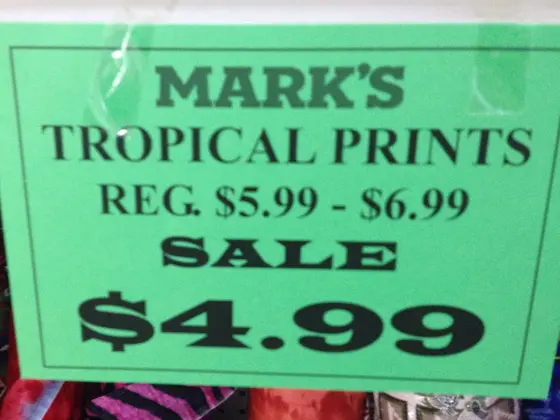 MARK'S
TROPICAL PRINTS
REG. $5.99 - $6.99
SALE
$4.99